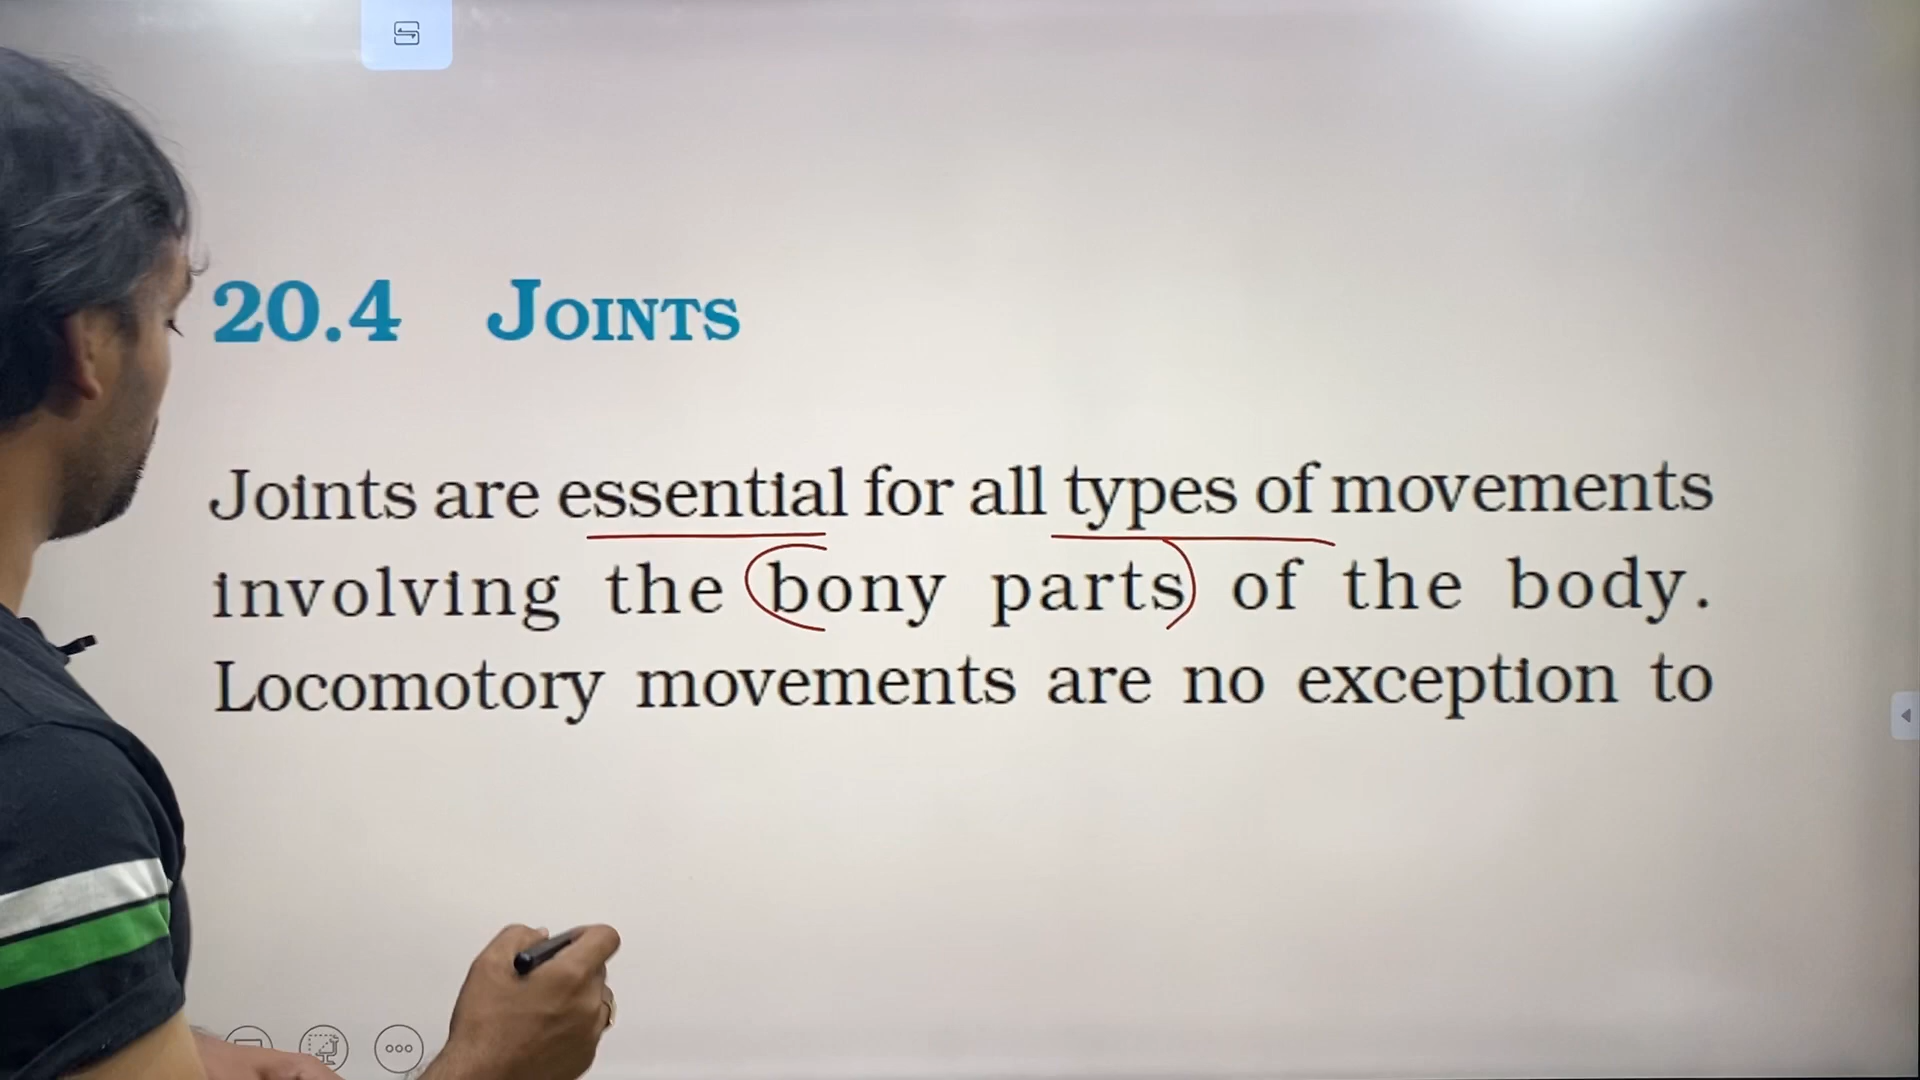 20.4 JOINTS
Joints are essential for all types of movements
involving the bony parts of the body.
Locomotory movements are no exception to